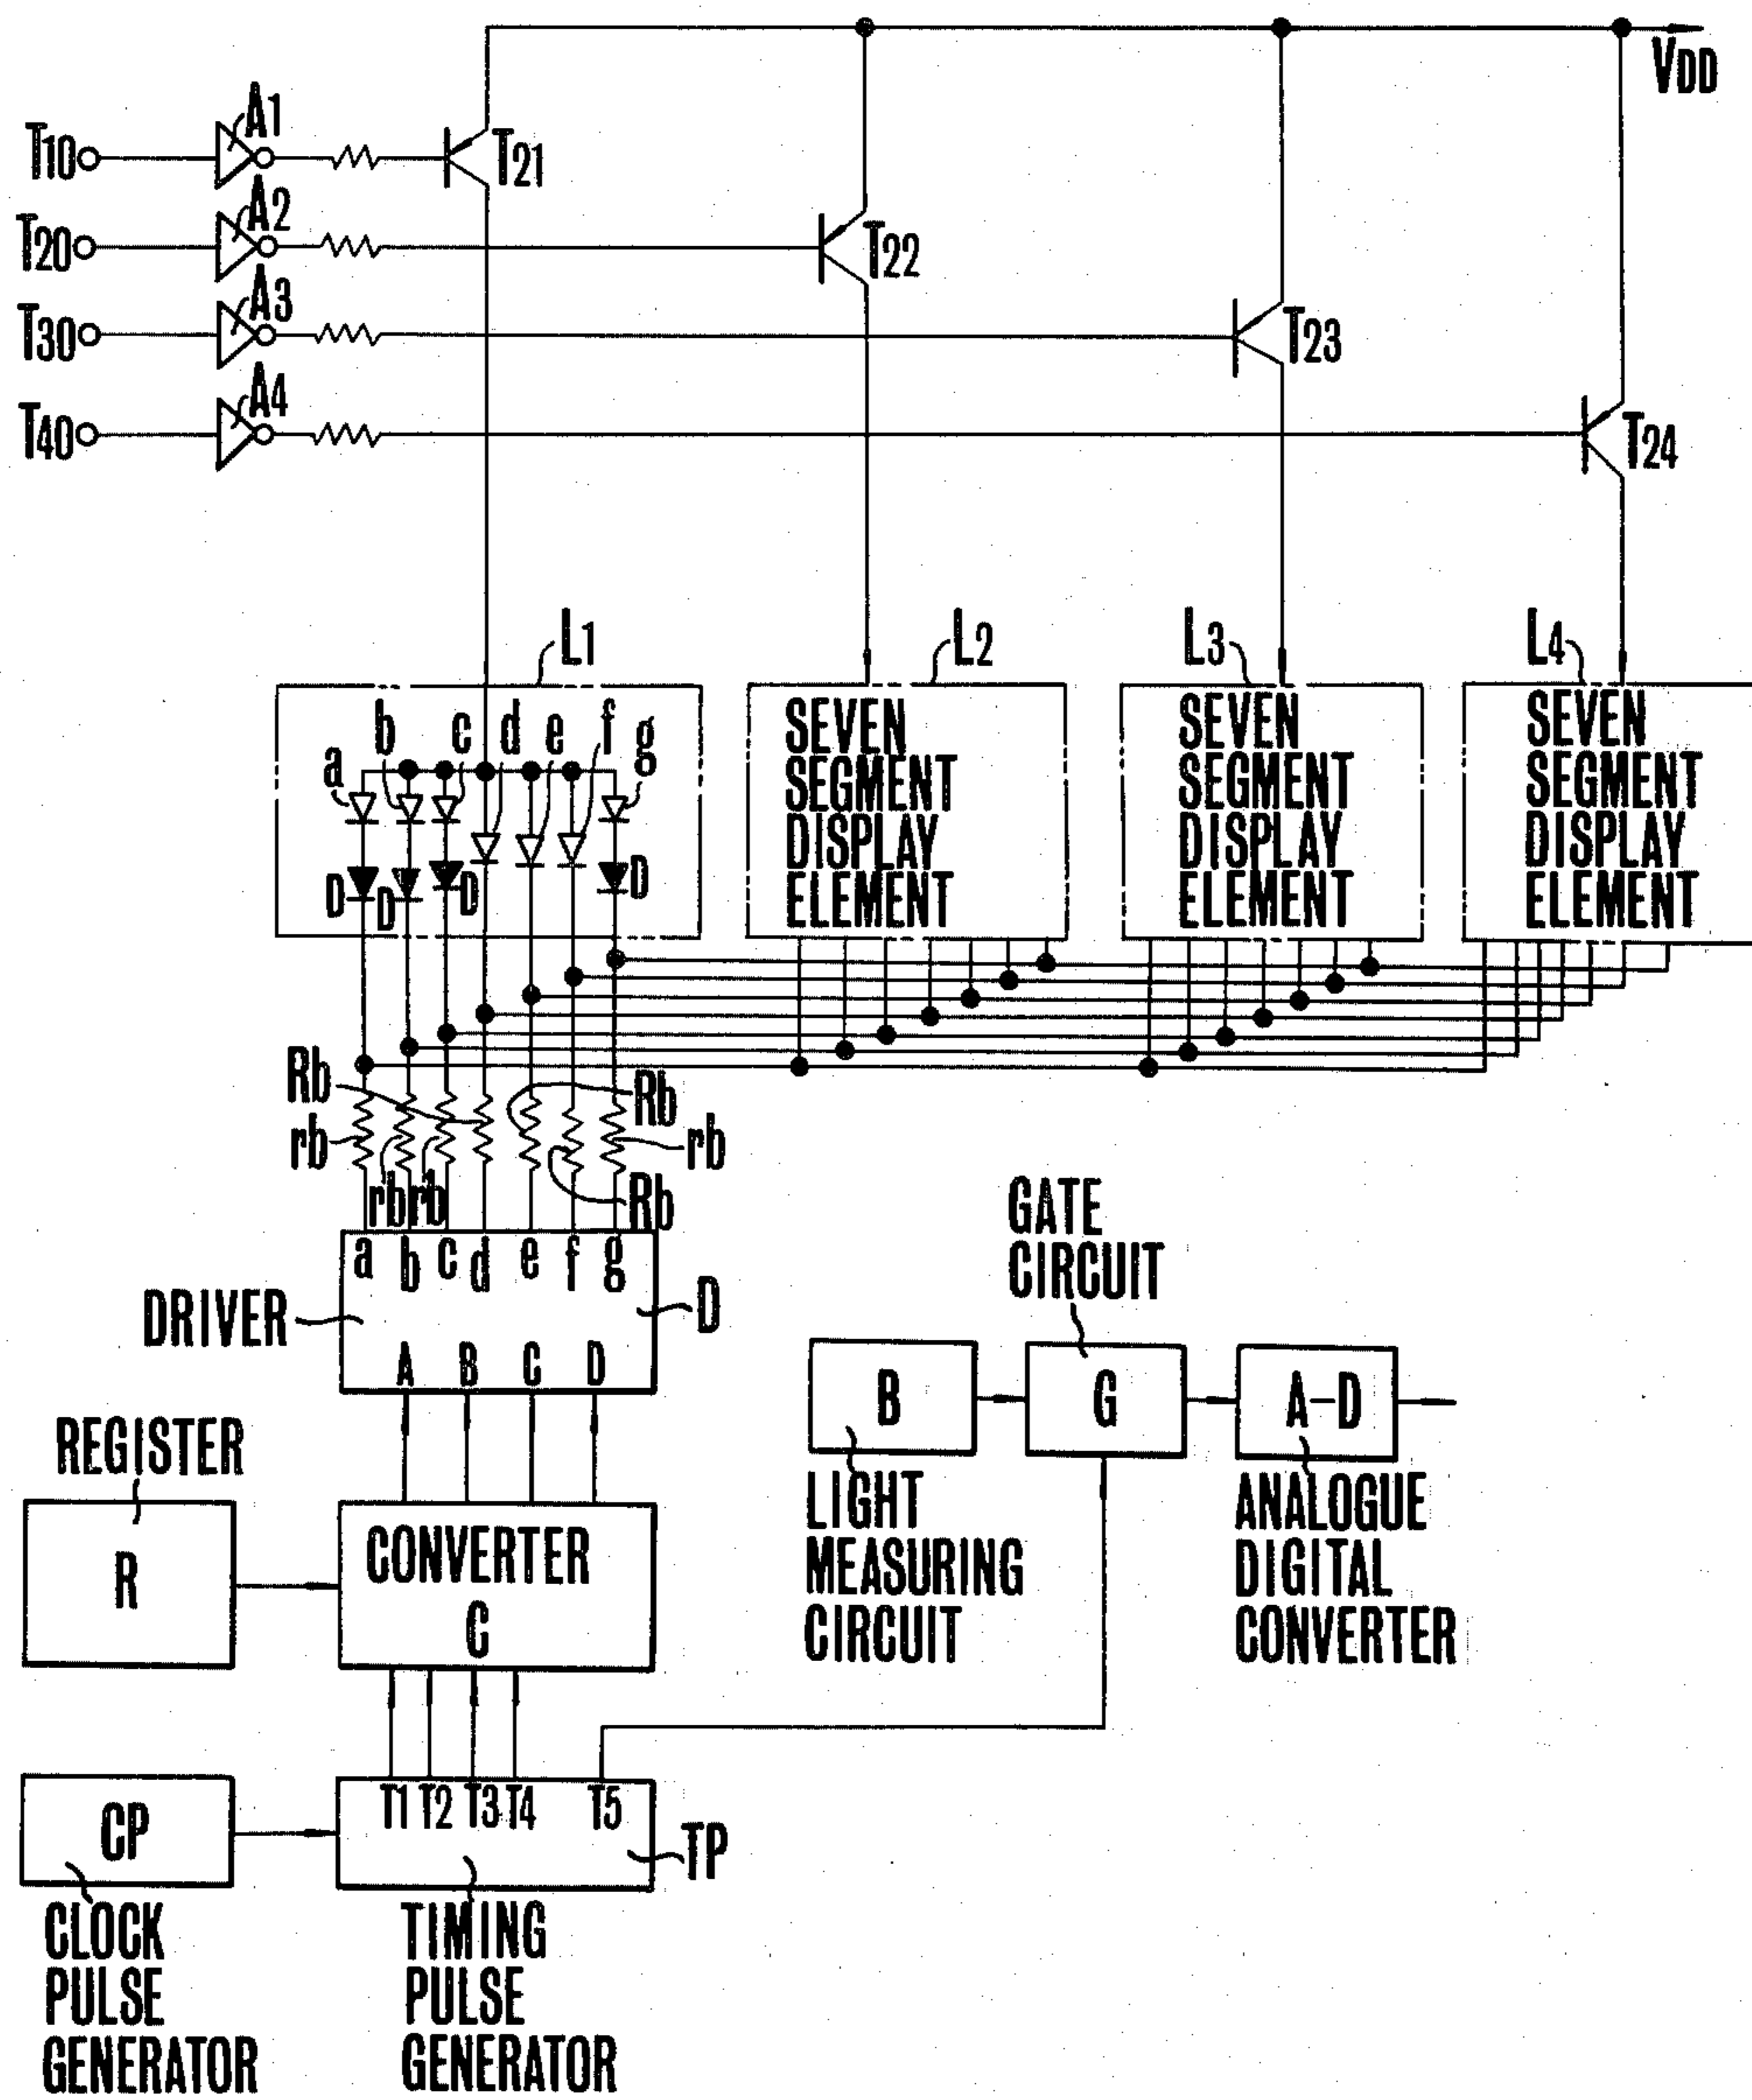 VDD
T10 A1 T21
T20 A2 T22
T30 A3 T23
T40 A4 T24
L1 L2 L3 L4
a b c d e f g
D D D D
SEVEN
SEGMENT
DISPLAY
ELEMENT
SEVEN
SEGMENT
DISPLAY
ELEMENT
SEVEN
SEGMENT
DISPLAY
ELEMENT
Rb Rb
rb rb
rb rb Rb
a b c d e f g
DRIVER D
A B C D
GATE
CIRCUIT
B G A-D
LIGHT
MEASURING
CIRCUIT
ANALOGUE
DIGITAL
CONVERTER
REGISTER
R
CONVERTER
C
T1 T2 T3 T4 T5
CP TP
CLOCK
PULSE
GENERATOR
TIMING
PULSE
GENERATOR